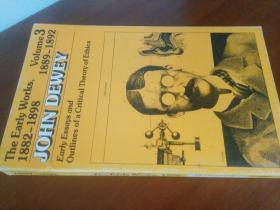 The Early Works, Volume 3
1882–1898 1889–1892
JOHN DEWEY
Early Essays and
Outlines of a Critical Theory of Ethics